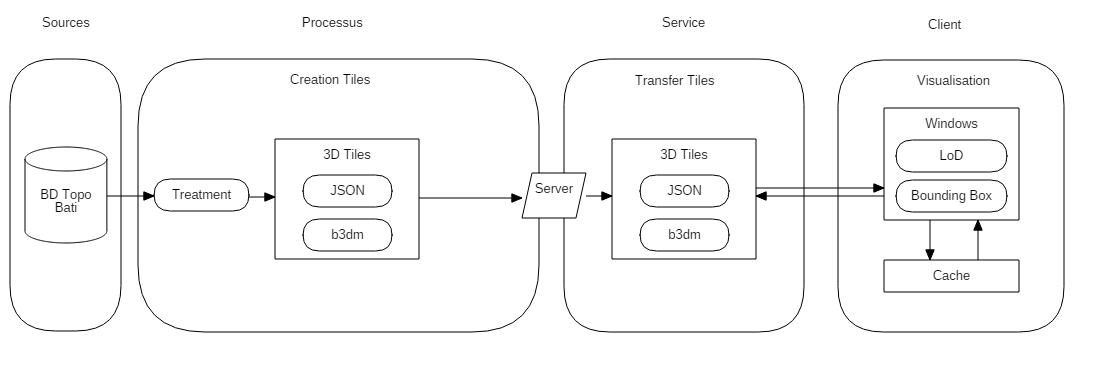 Sources
Processus
Service
Client
Creation Tiles
Transfer Tiles
Visualisation
BD Topo
Bati
Treatment
3D Tiles
JSON
b3dm
Server
3D Tiles
JSON
b3dm
Windows
LoD
Bounding Box
Cache